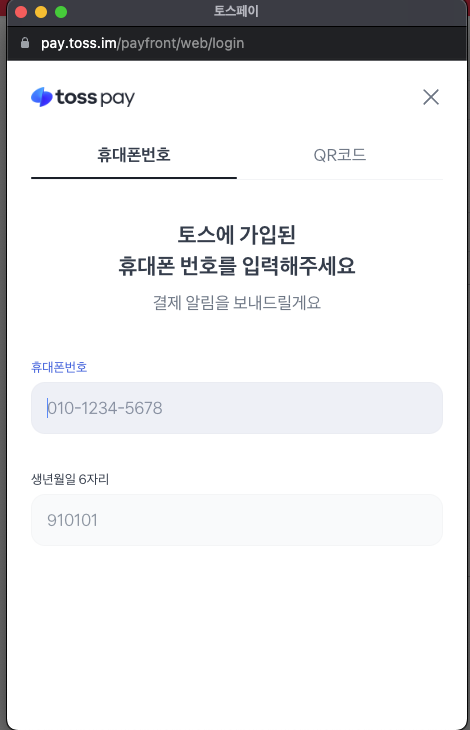 토스페이
pay.toss.im/payfront/web/login
toss pay
휴대폰번호
QR코드
토스에 가입된
휴대폰 번호를 입력해주세요
결제 알림을 보내드릴게요
휴대폰번호
010-1234-5678
생년월일 6자리
910101